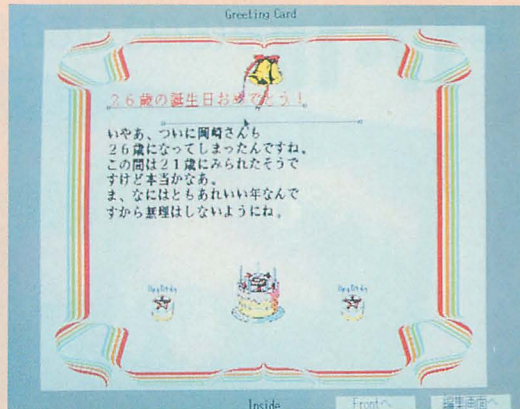 Greeting Card
26歳の誕生日おめでとう!
いやあ、ついに岡崎さんも
26歳になってしまったんですね。
この間は21歳にみられたそうで
すけど本当かなあ。
ま、なにはともあれいい年なんで
すから無理はしないようにね。
Inside
Frontへ
編集画面へ